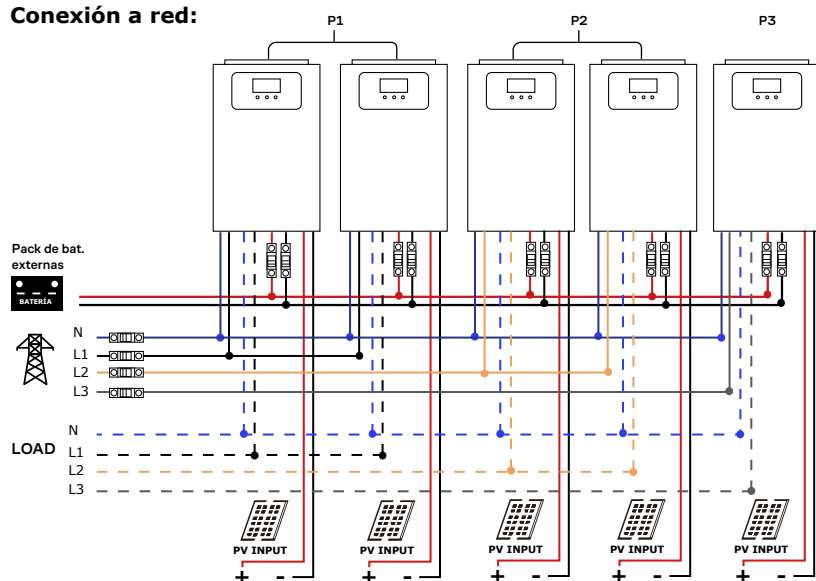 Conexión a red:
P1
P2
P3
Pack de bat.
externas
BATERÍA
N
L1
L2
L3
LOAD
N
L1
L2
L3
PV INPUT
PV INPUT
PV INPUT
PV INPUT
PV INPUT
+ -
+ -
+ -
+ -
+ -